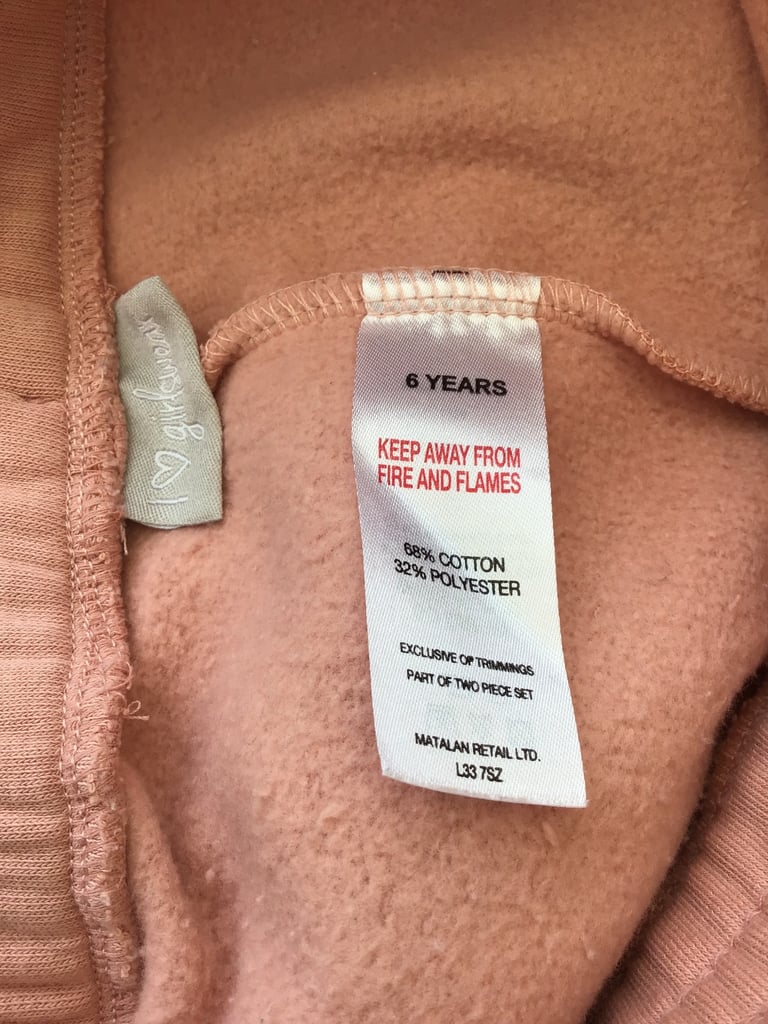 I ♡ girlswear
6 YEARS
KEEP AWAY FROM
FIRE AND FLAMES
68% COTTON
32% POLYESTER
EXCLUSIVE OF TRIMMINGS
PART OF TWO PIECE SET
MATALAN RETAIL LTD.
L33 7SZ